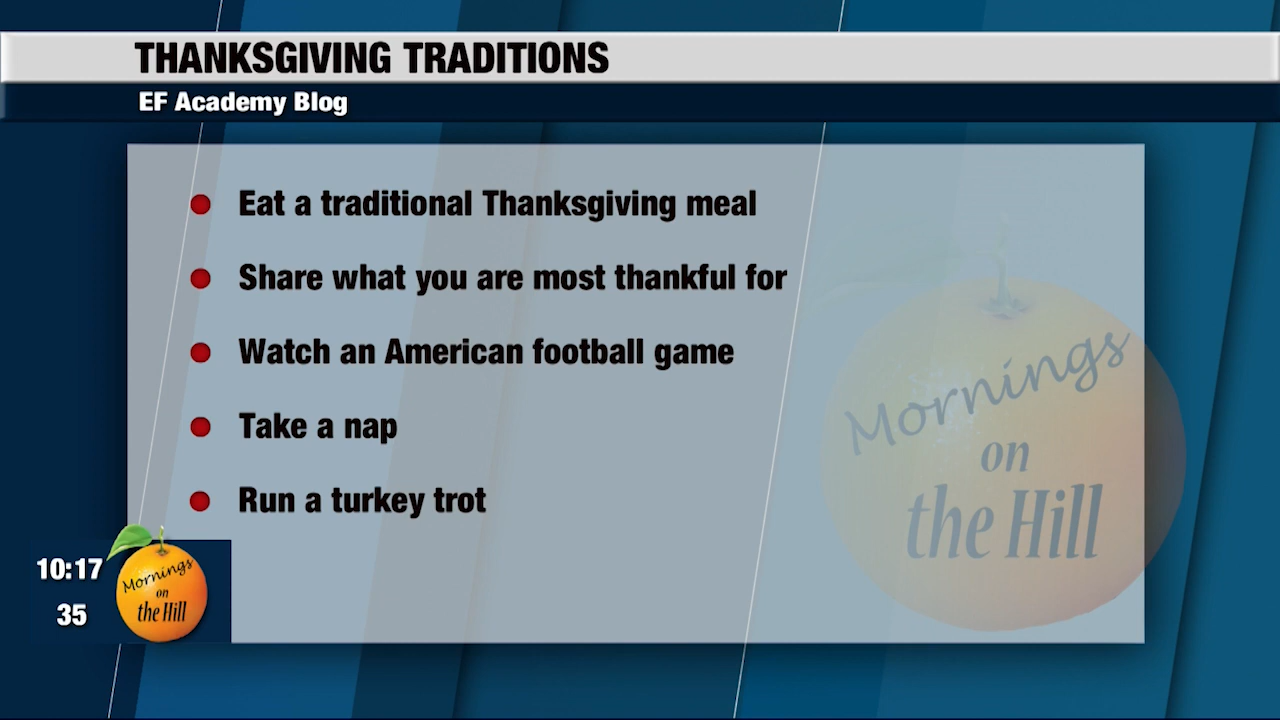 THANKSGIVING TRADITIONS
EF Academy Blog
Eat a traditional Thanksgiving meal
Share what you are most thankful for
Watch an American football game
Take a nap
Run a turkey trot
Mornings
on
the Hill
10:17
35
Mornings
on
the Hill